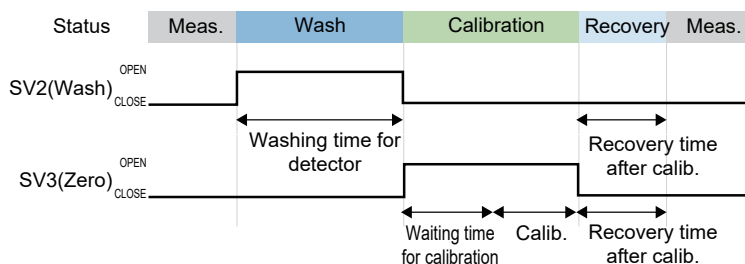 Status Meas. Wash Calibration Recovery Meas.
OPEN
SV2(Wash)
CLOSE
Washing time for
detector
Recovery time
after calib.
OPEN
SV3(Zero)
CLOSE
Waiting time
for calibration
Calib.
Recovery time
after calib.